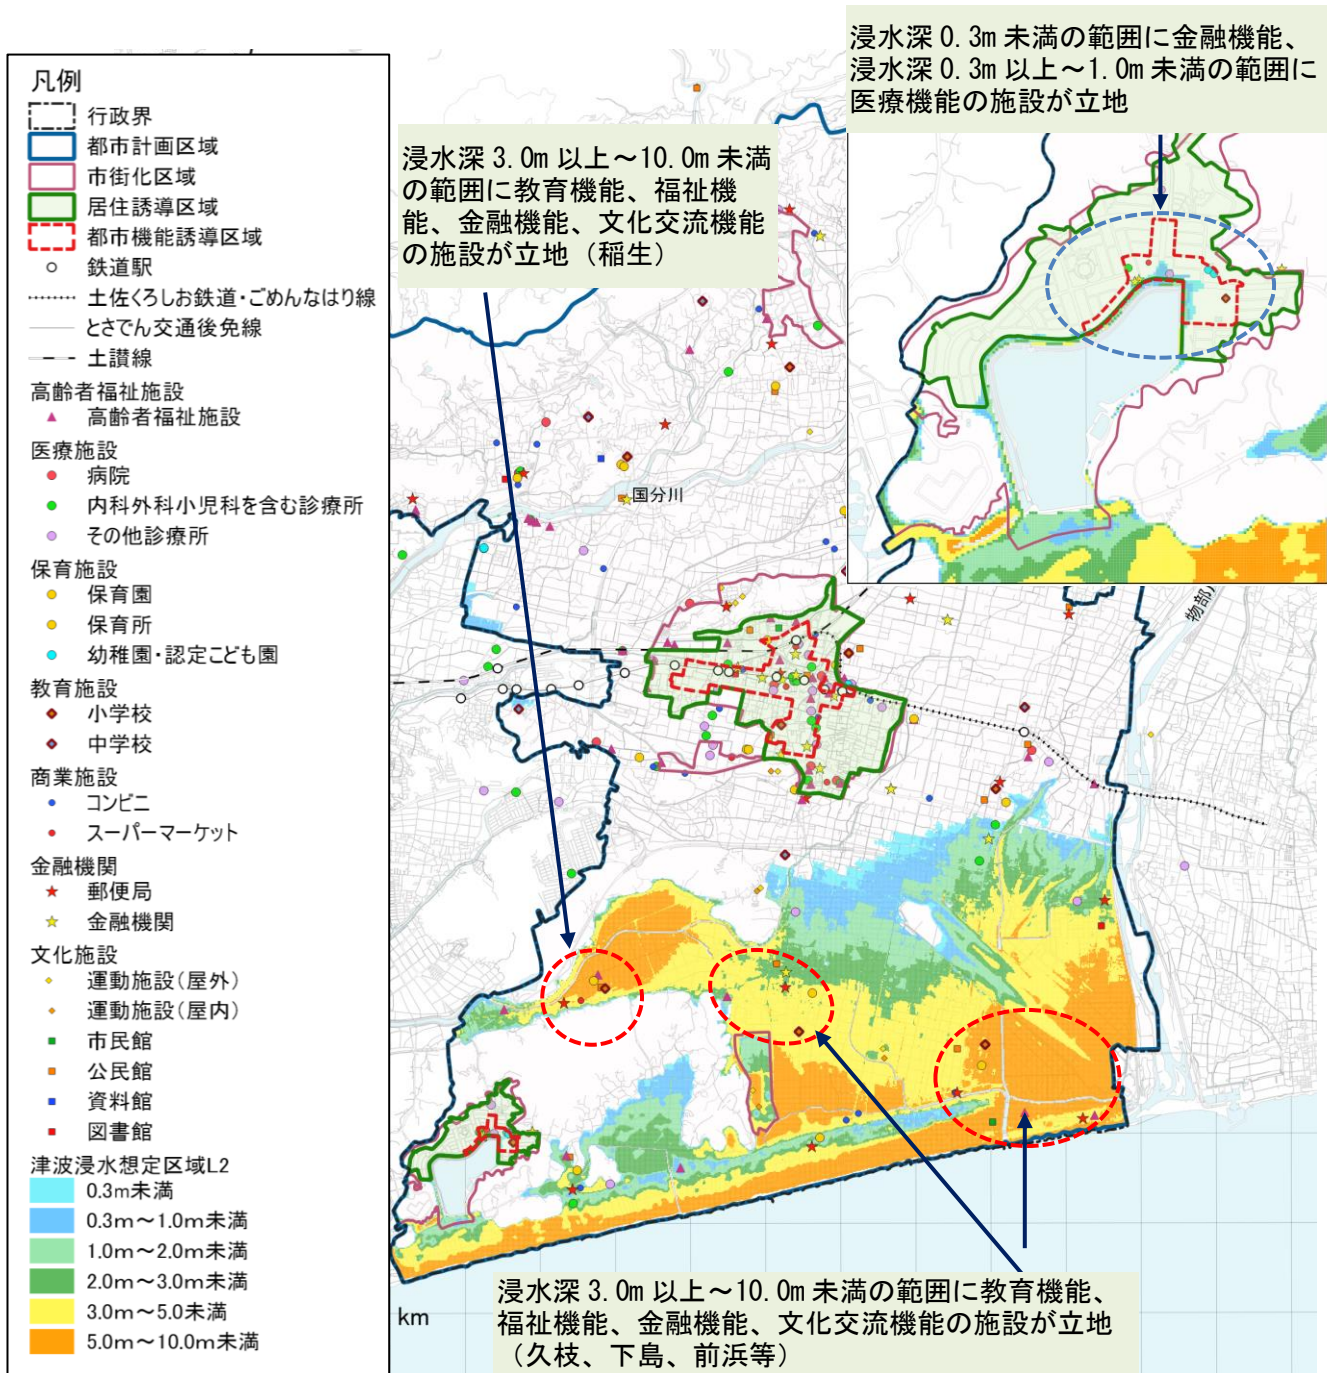 凡例
行政界
都市計画区域
市街化区域
居住誘導区域
都市機能誘導区域
鉄道駅
土佐くろしお鉄道・ごめんなはり線
とさでん交通後免線
土讃線
高齢者福祉施設
高齢者福祉施設
医療施設
病院
内科外科小児科を含む診療所
その他診療所
保育施設
保育園
保育所
幼稚園・認定こども園
教育施設
小学校
中学校
商業施設
コンビニ
スーパーマーケット
金融機関
郵便局
金融機関
文化施設
運動施設(屋外)
運動施設(屋内)
市民館
公民館
資料館
図書館
津波浸水想定区域L2
0.3m未満
0.3m～1.0m未満
1.0m～2.0m未満
2.0m～3.0m未満
3.0m～5.0未満
5.0m～10.0m未満
浸水深 3.0m 以上～10.0m 未満
の範囲に教育機能、福祉機
能、金融機能、文化交流機能
の施設が立地（稲生）
浸水深 0.3m 未満の範囲に金融機能、
浸水深 0.3m 以上～1.0m 未満の範囲に
医療機能の施設が立地
国分川
物部
km
浸水深 3.0m 以上～10.0m 未満の範囲に教育機能、
福祉機能、金融機能、文化交流機能の施設が立地
（久枝、下島、前浜等）